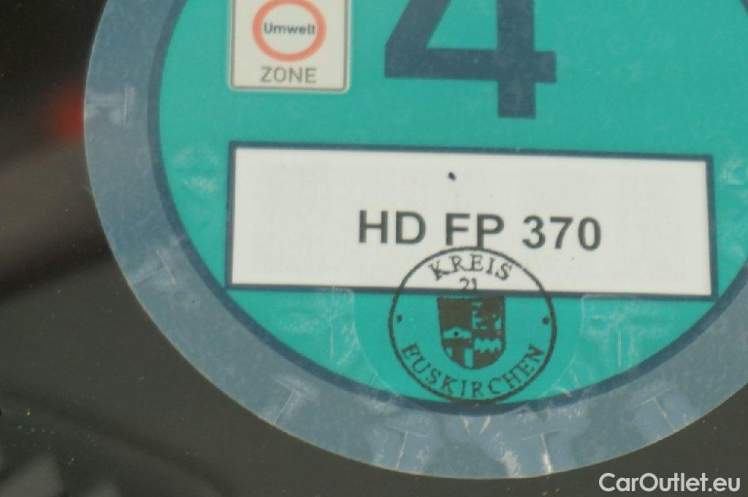 Umwelt
ZONE
4
HD FP 370
KREIS
21
EUSKIRCHEN
CarOutlet.eu